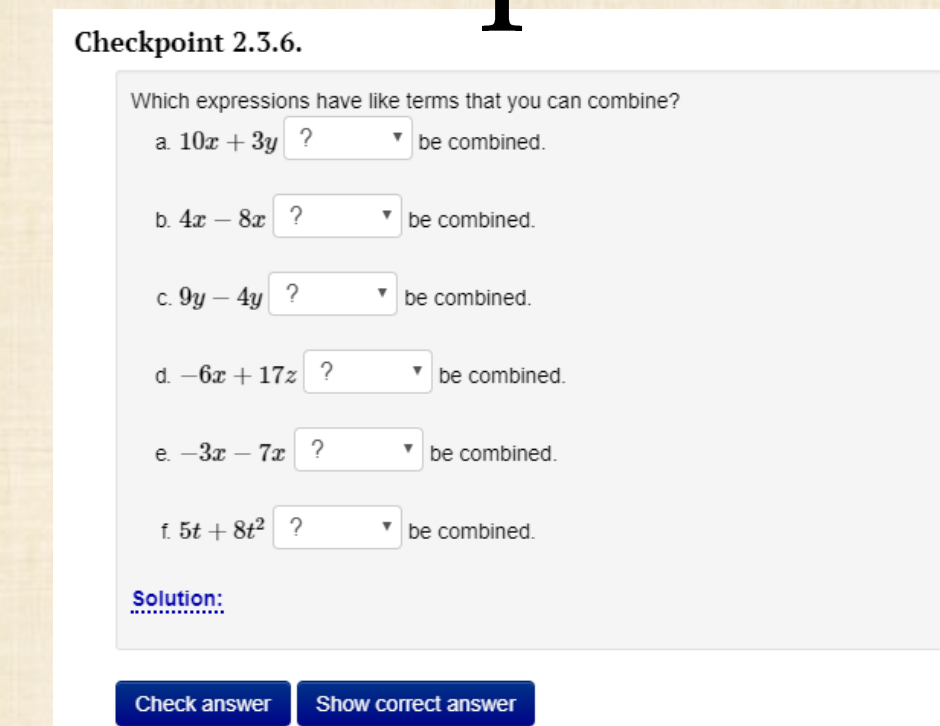 Checkpoint 2.3.6.
Which expressions have like terms that you can combine?
a. 10x + 3y ? ▼ be combined.
b. 4x − 8x ? ▼ be combined.
c. 9y − 4y ? ▼ be combined.
d. −6x + 17z ? ▼ be combined.
e. −3x − 7x ? ▼ be combined.
f. 5t + 8t² ? ▼ be combined.
Solution:
Check answer Show correct answer